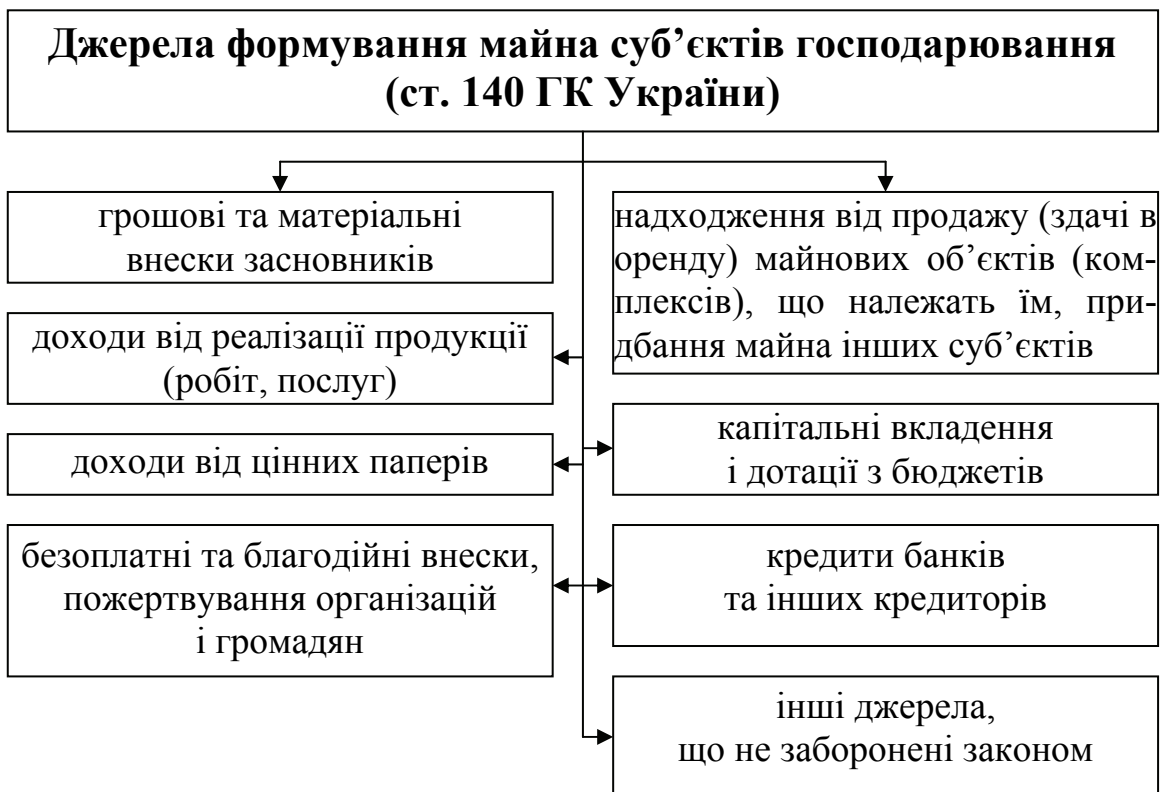 Джерела формування майна суб’єктів господарювання
(ст. 140 ГК України)
грошові та матеріальні
внески засновників
доходи від реалізації продукції
(робіт, послуг)
доходи від цінних паперів
безоплатні та благодійні внески,
пожертвування організацій
і громадян
надходження від продажу (здачі в
оренду) майнових об’єктів (ком-
плексів), що належать їм, при-
дбання майна інших суб’єктів
капітальні вкладення
і дотації з бюджетів
кредити банків
та інших кредиторів
інші джерела,
що не заборонені законом